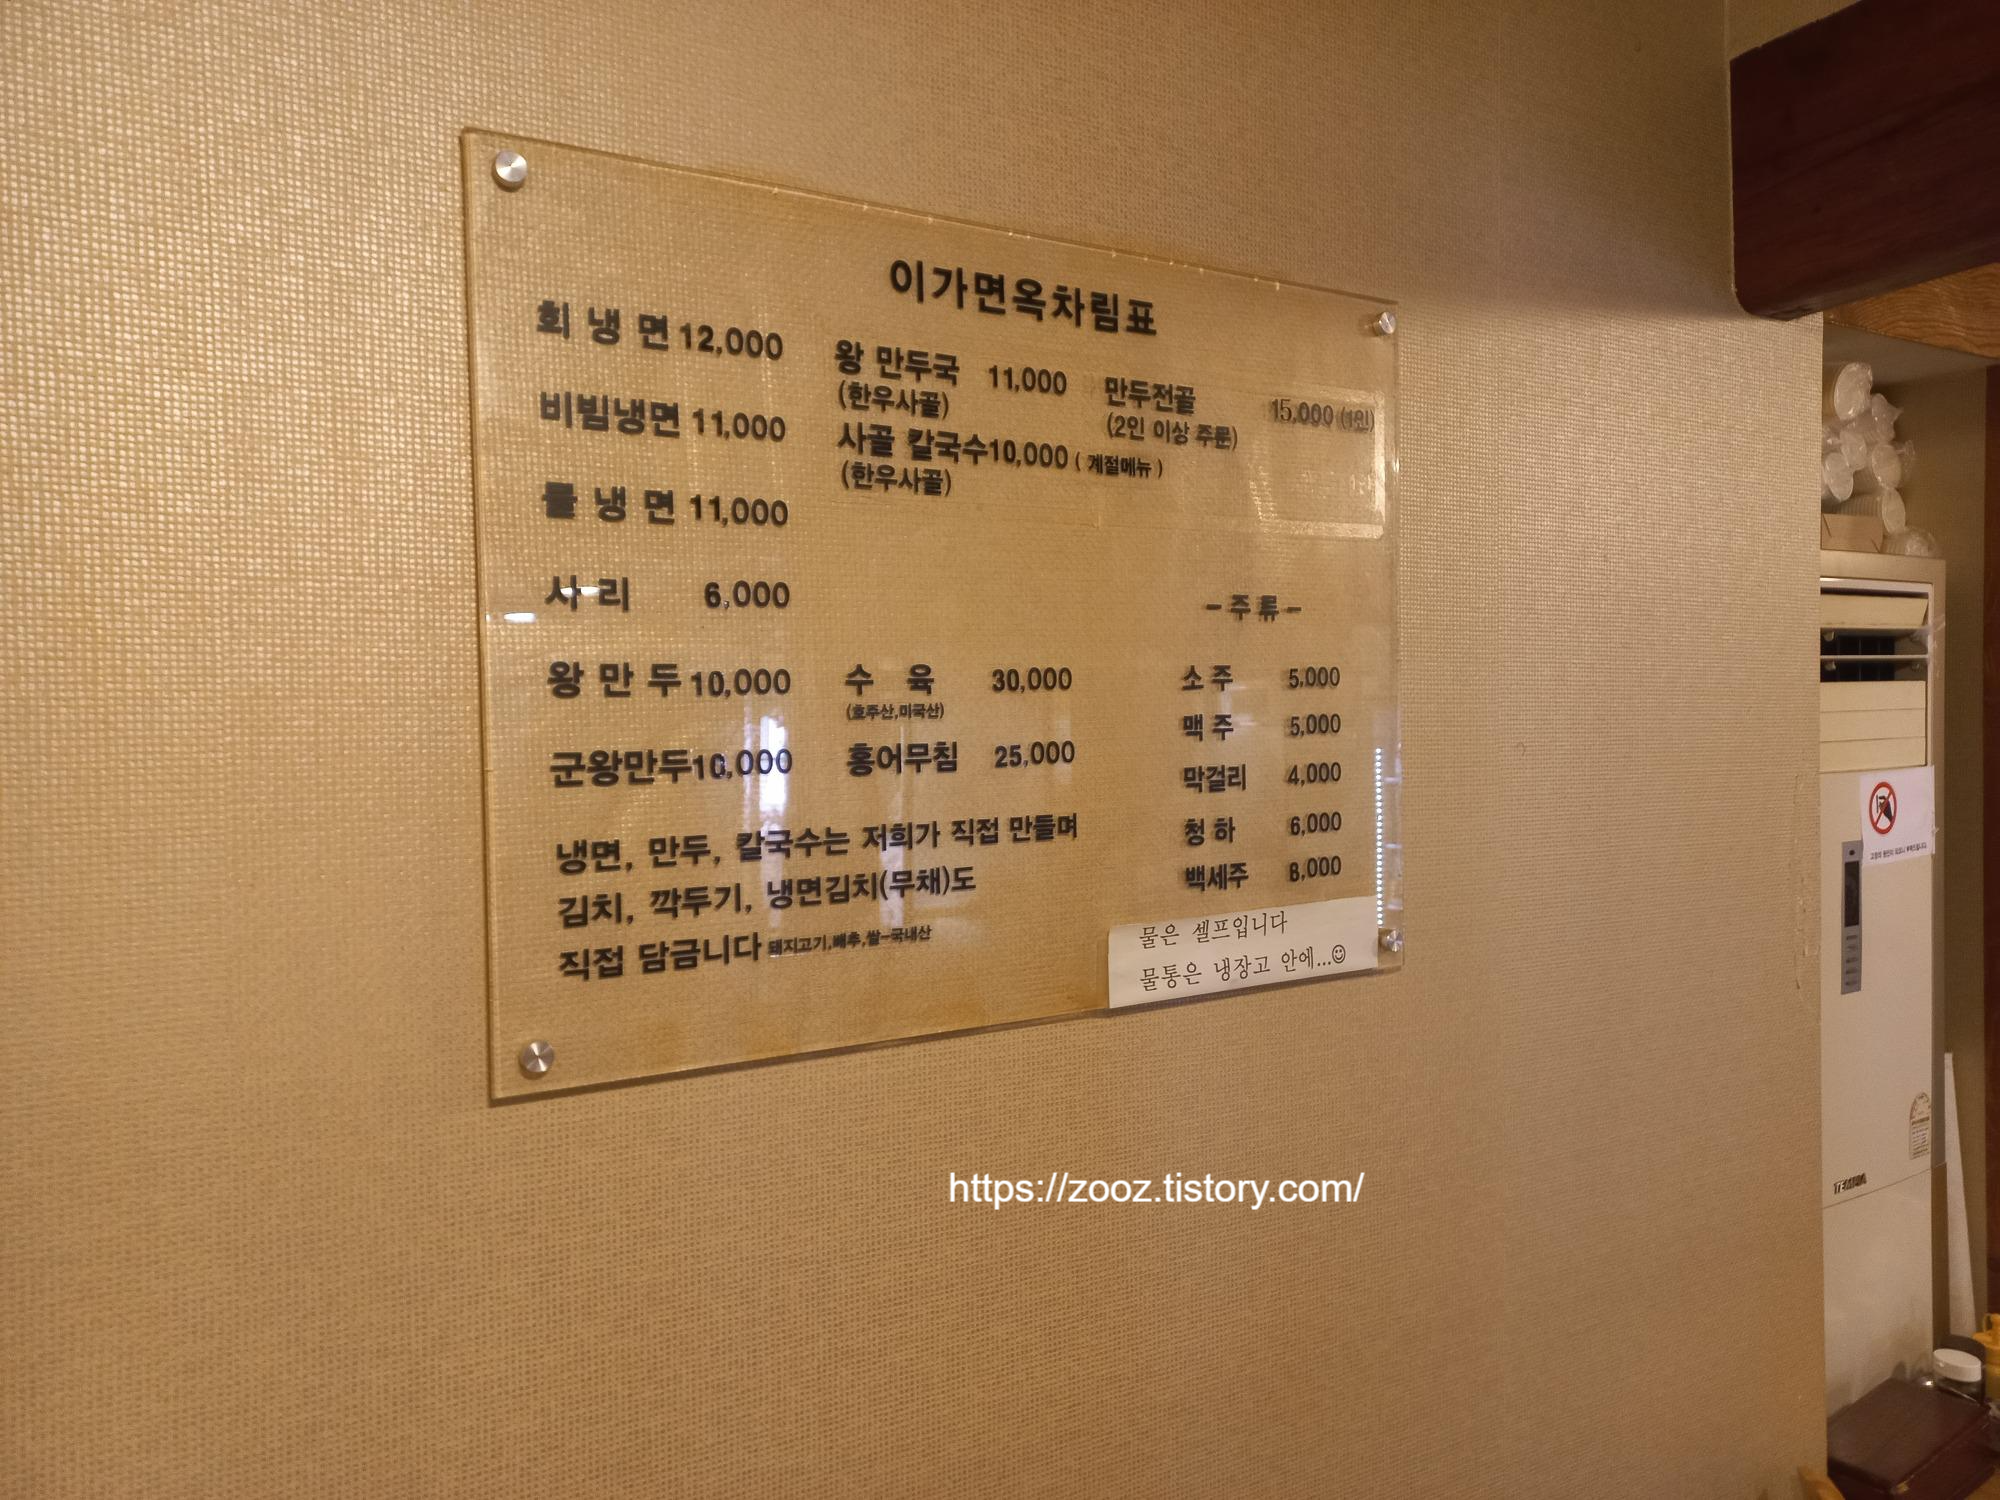 이가면옥차림표
회 냉 면 12,000
비빔냉면 11,000
물 냉 면 11,000
사 리 6,000
왕 만 두 10,000
군왕만두 10,000
왕 만두국 11,000
(한우사골)
사골 칼국수 10,000 ( 계절메뉴 )
(한우사골)
만두전골 15,000 (1인)
(2인 이상 주문)
수 육 30,000
(호주산,미국산)
홍어무침 25,000
- 주 류 -
소 주 5,000
맥 주 5,000
막걸리 4,000
청 하 6,000
백세주 8,000
냉면, 만두, 칼국수는 저희가 직접 만들며
김치, 깍두기, 냉면김치(무채)도
직접 담금니다 돼지고기,배추,쌀-국내산
물은 셀프입니다
물통은 냉장고 안에...☺
https://zooz.tistory.com/